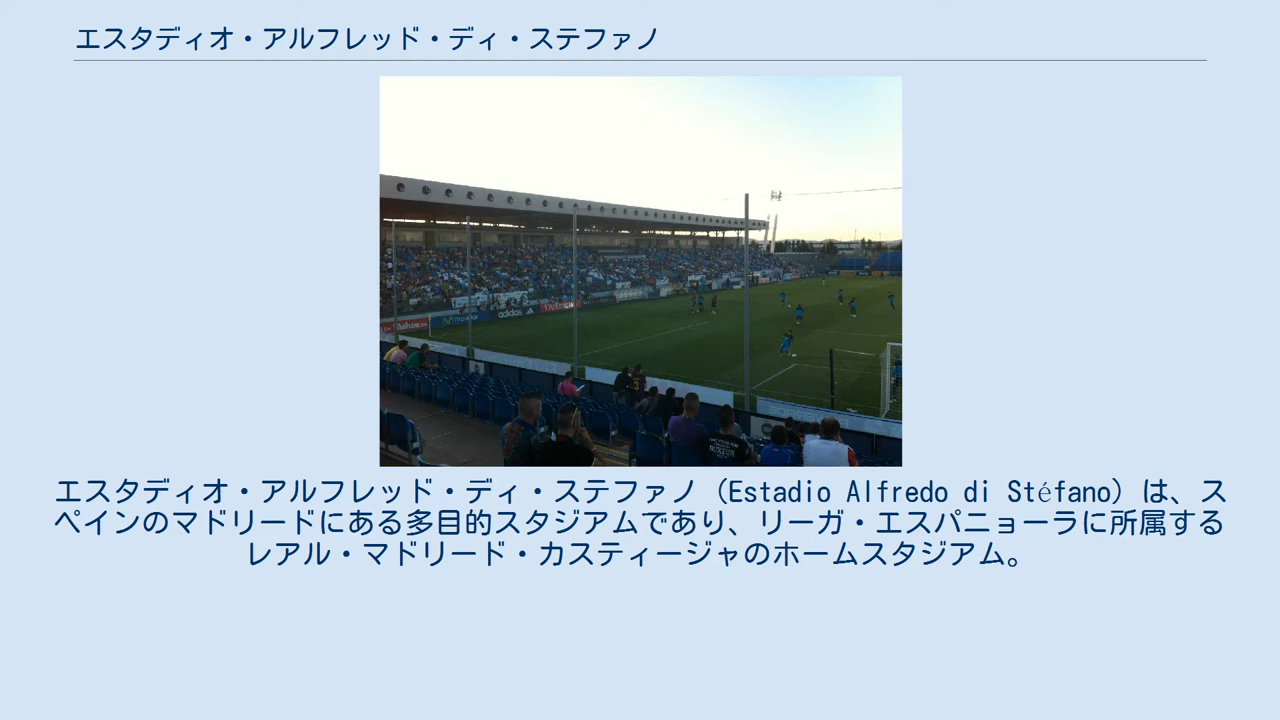 エスタディオ・アルフレッド・ディ・ステファノ
adidas
Fly Emirates
movistar
3
エスタディオ・アルフレッド・ディ・ステファノ（Estadio Alfredo di Stéfano）は、ス
ペインのマドリードにある多目的スタジアムであり、リーガ・エスパニョーラに所属する
レアル・マドリード・カスティージャのホームスタジアム。